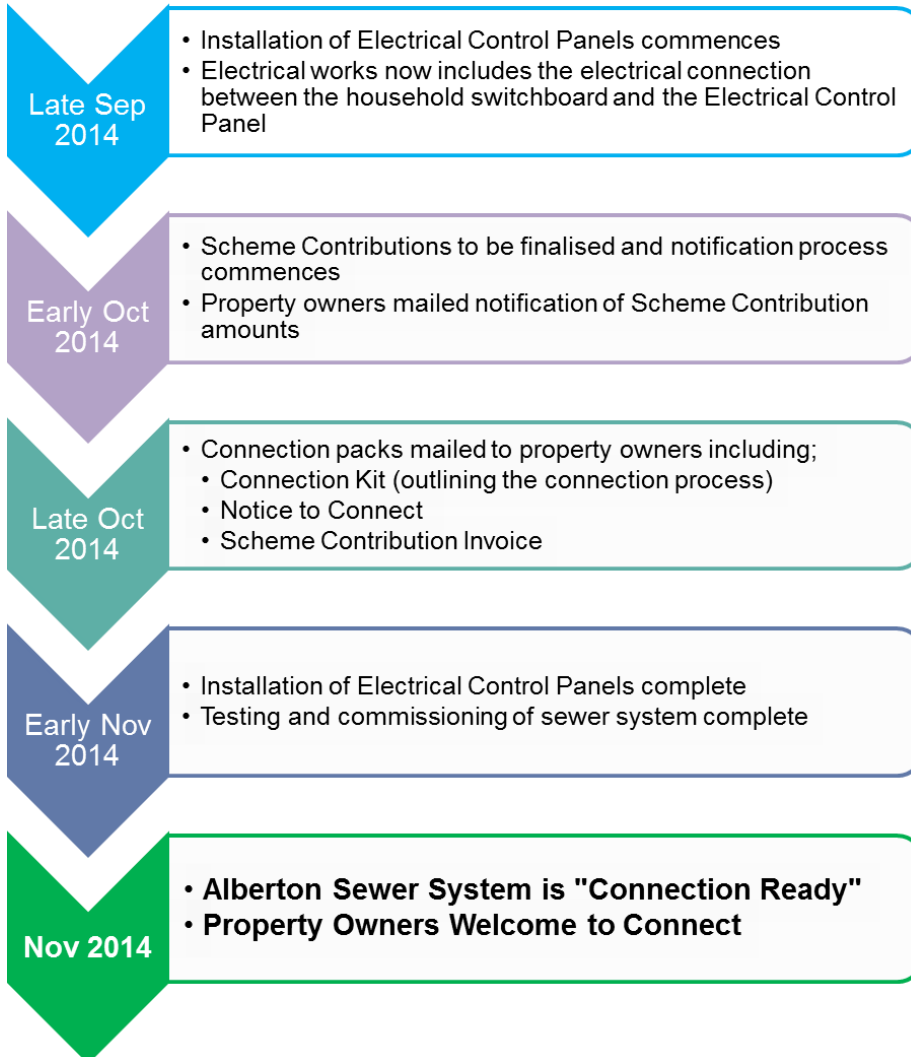 Late Sep
2014
• Installation of Electrical Control Panels commences
• Electrical works now includes the electrical connection
between the household switchboard and the Electrical Control
Panel
Early Oct
2014
• Scheme Contributions to be finalised and notification process
commences
• Property owners mailed notification of Scheme Contribution
amounts
Late Oct
2014
• Connection packs mailed to property owners including;
• Connection Kit (outlining the connection process)
• Notice to Connect
• Scheme Contribution Invoice
Early Nov
2014
• Installation of Electrical Control Panels complete
• Testing and commissioning of sewer system complete
Nov 2014
• Alberton Sewer System is "Connection Ready"
• Property Owners Welcome to Connect